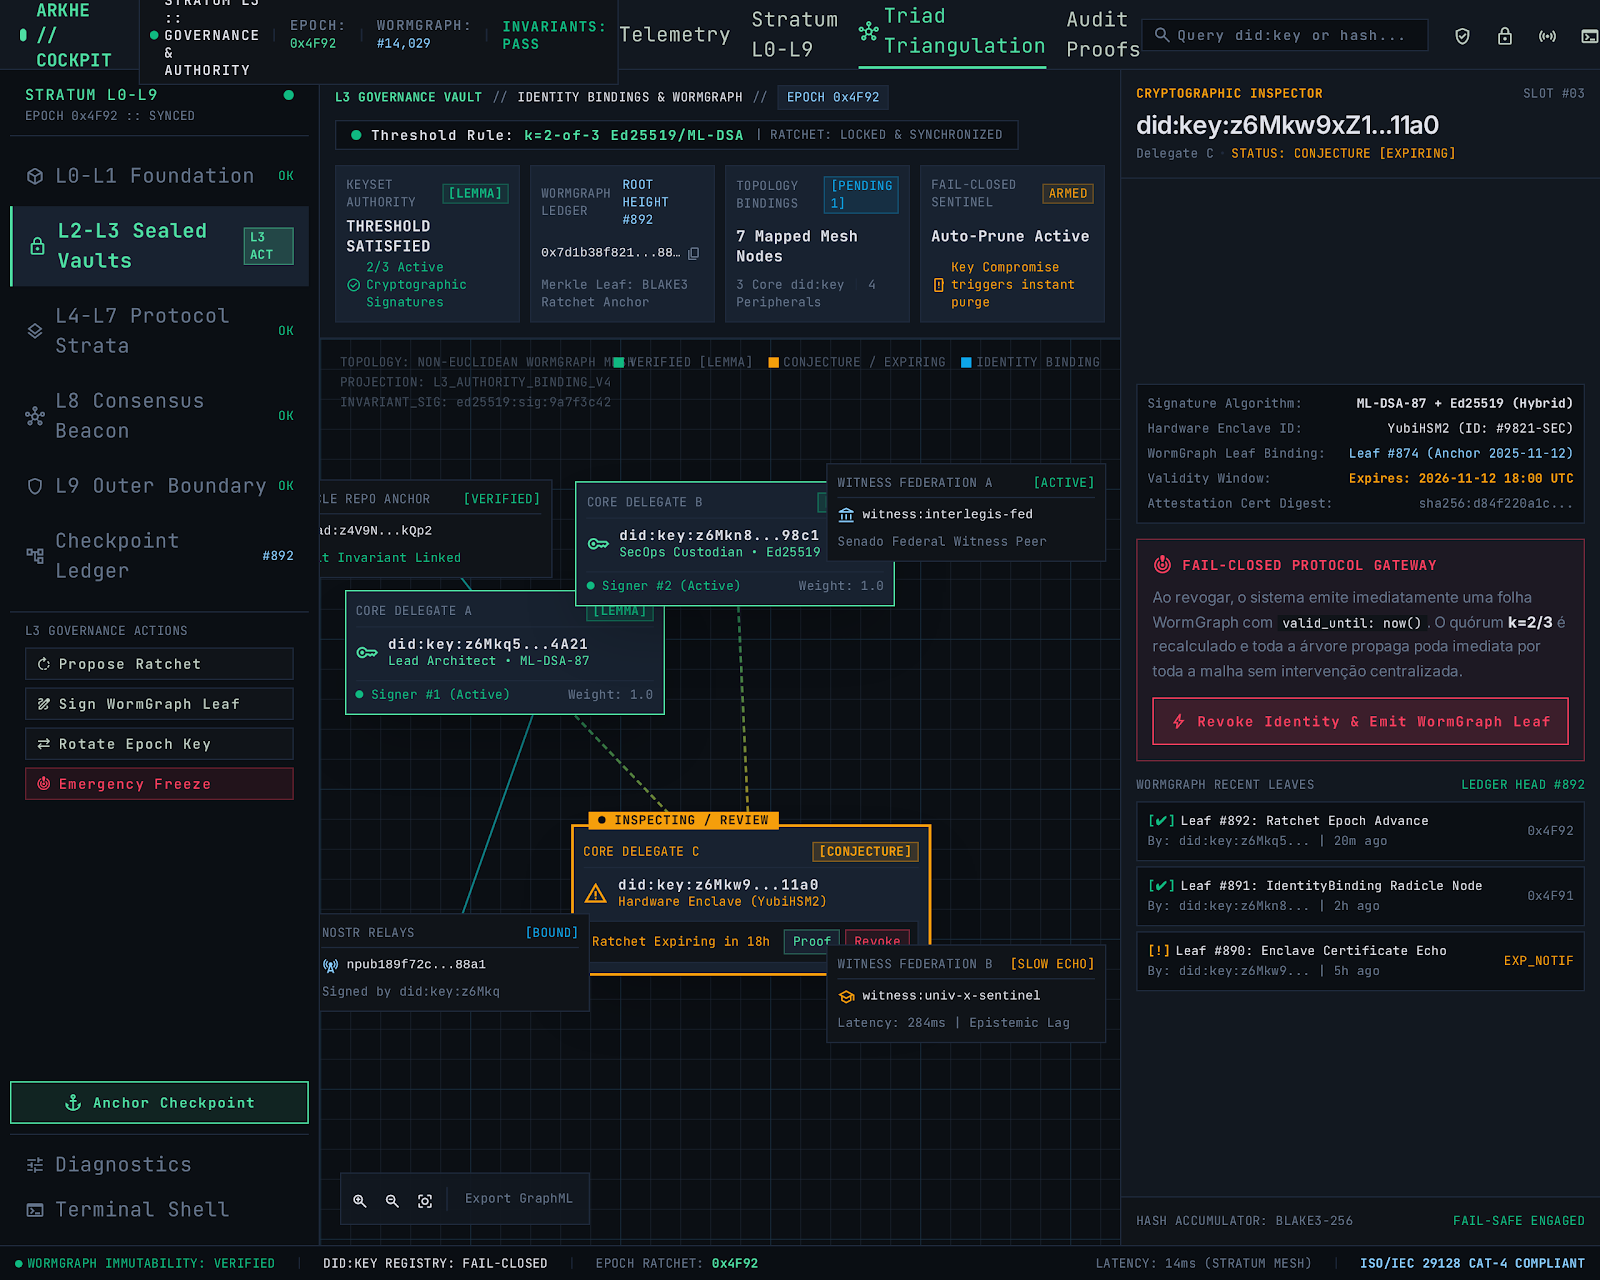 ARKHE
//
COCKPIT
STRATUM L3
::
GOVERNANCE
&
AUTHORITY
EPOCH:
0x4F92
WORMGRAPH:
#14,029
INVARIANTS:
PASS
Telemetry
Stratum
L0-L9
Triad
Triangulation
Audit
Proofs
Query did:key or hash...
STRATUM L0-L9
EPOCH 0x4F92 :: SYNCED
L0-L1 Foundation OK
L2-L3 Sealed
Vaults
L3
ACT
L4-L7 Protocol
Strata
OK
L8 Consensus
Beacon
OK
L9 Outer Boundary OK
Checkpoint
Ledger
#892
L3 GOVERNANCE ACTIONS
Propose Ratchet
Sign WormGraph Leaf
Rotate Epoch Key
Emergency Freeze
Anchor Checkpoint
Diagnostics
Terminal Shell
L3 GOVERNANCE VAULT // IDENTITY BINDINGS & WORMGRAPH // EPOCH 0x4F92
Threshold Rule: k=2-of-3 Ed25519/ML-DSA | RATCHET: LOCKED & SYNCHRONIZED
KEYSET
AUTHORITY
[LEMMA]
THRESHOLD
SATISFIED
2/3 Active
Cryptographic
Signatures
WORMGRAPH
LEDGER
ROOT
HEIGHT
#892
0x7d1b38f821...88…
Merkle Leaf: BLAKE3
Ratchet Anchor
TOPOLOGY
BINDINGS
[PENDING
1]
7 Mapped Mesh
Nodes
3 Core did:key
4
Peripherals
FAIL-CLOSED
SENTINEL
ARMED
Auto-Prune Active
Key Compromise
triggers instant
purge
TOPOLOGY: NON-EUCLIDEAN WORMGRAPH
VERIFIED [LEMMA]
CONJECTURE / EXPIRING
IDENTITY BINDING
PROJECTION: L3_AUTHORITY_BINDING_V4
INVARIANT_SIG: ed25519:sig:9a7f3c42
CLE REPO ANCHOR [VERIFIED]
ad:z4V9N...kQp2
t Invariant Linked
CORE DELEGATE B
did:key:z6Mkn8...98c1
SecOps Custodian • Ed25519
Signer #2 (Active) Weight: 1.0
WITNESS FEDERATION A [ACTIVE]
witness:interlegis-fed
Senado Federal Witness Peer
CORE DELEGATE A [LEMMA]
did:key:z6Mkq5...4A21
Lead Architect • ML-DSA-87
Signer #1 (Active) Weight: 1.0
INSPECTING / REVIEW
CORE DELEGATE C [CONJECTURE]
did:key:z6Mkw9...11a0
Hardware Enclave (YubiHSM2)
Ratchet Expiring in 18h Proof Revoke
NOSTR RELAYS [BOUND]
npub189f72c...88a1
Signed by did:key:z6Mkq
WITNESS FEDERATION B [SLOW ECHO]
witness:univ-x-sentinel
Latency: 284ms | Epistemic Lag
Export GraphML
CRYPTOGRAPHIC INSPECTOR SLOT #03
did:key:z6Mkw9xZ1...11a0
Delegate C · STATUS: CONJECTURE [EXPIRING]
Signature Algorithm: ML-DSA-87 + Ed25519 (Hybrid)
Hardware Enclave ID: YubiHSM2 (ID: #9821-SEC)
WormGraph Leaf Binding: Leaf #874 (Anchor 2025-11-12)
Validity Window: Expires: 2026-11-12 18:00 UTC
Attestation Cert Digest: sha256:d84f220a1c...
FAIL-CLOSED PROTOCOL GATEWAY
Ao revogar, o sistema emite imediatamente uma folha
WormGraph com valid_until: now() . O quórum k=2/3 é
recalculado e toda a árvore propaga poda imediata por
toda a malha sem intervenção centralizada.
Revoke Identity & Emit WormGraph Leaf
WORMGRAPH RECENT LEAVES LEDGER HEAD #892
[✔] Leaf #892: Ratchet Epoch Advance
By: did:key:z6Mkq5... | 20m ago
0x4F92
[✔] Leaf #891: IdentityBinding Radicle Node
By: did:key:z6Mkn8... | 2h ago
0x4F91
[!] Leaf #890: Enclave Certificate Echo
By: did:key:z6Mkw9... | 5h ago
EXP_NOTIF
HASH ACCUMULATOR: BLAKE3-256 FAIL-SAFE ENGAGED
WORMGRAPH IMMUTABILITY: VERIFIED
DID:KEY REGISTRY: FAIL-CLOSED
EPOCH RATCHET: 0x4F92
LATENCY: 14ms (STRATUM MESH)
ISO/IEC 29128 CAT-4 COMPLIANT